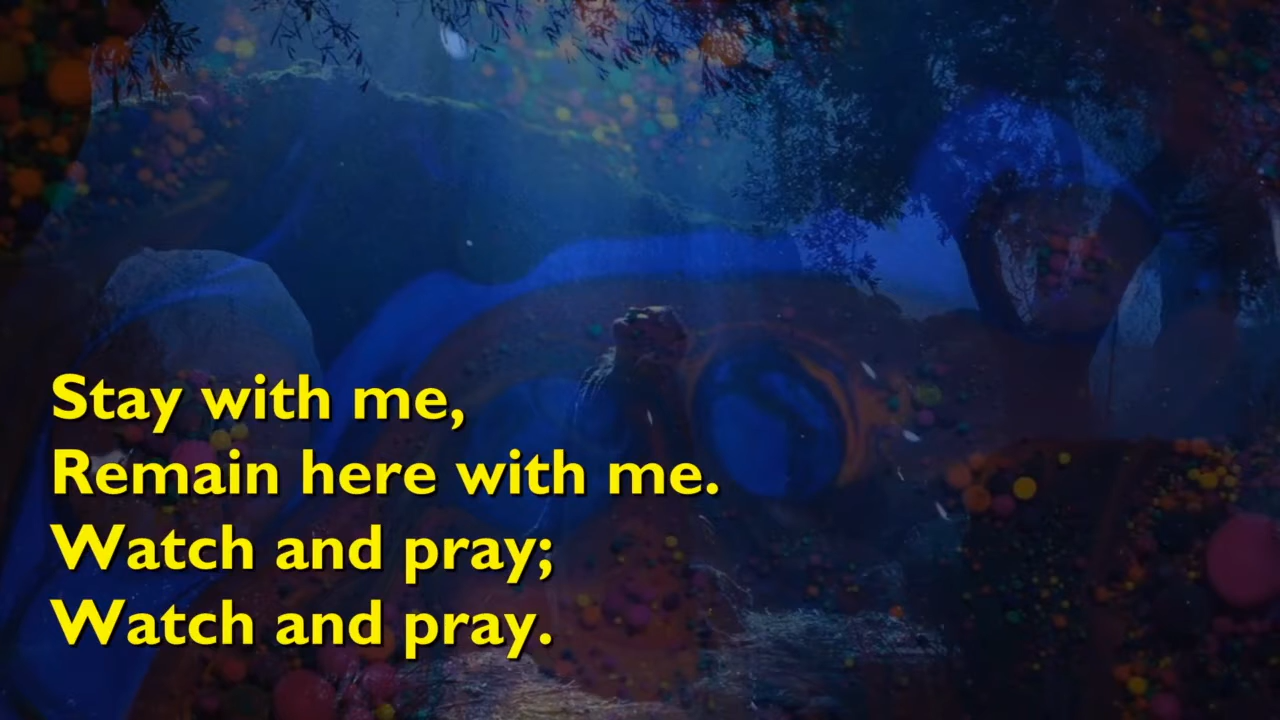 Stay with me,
Remain here with me.
Watch and pray;
Watch and pray.